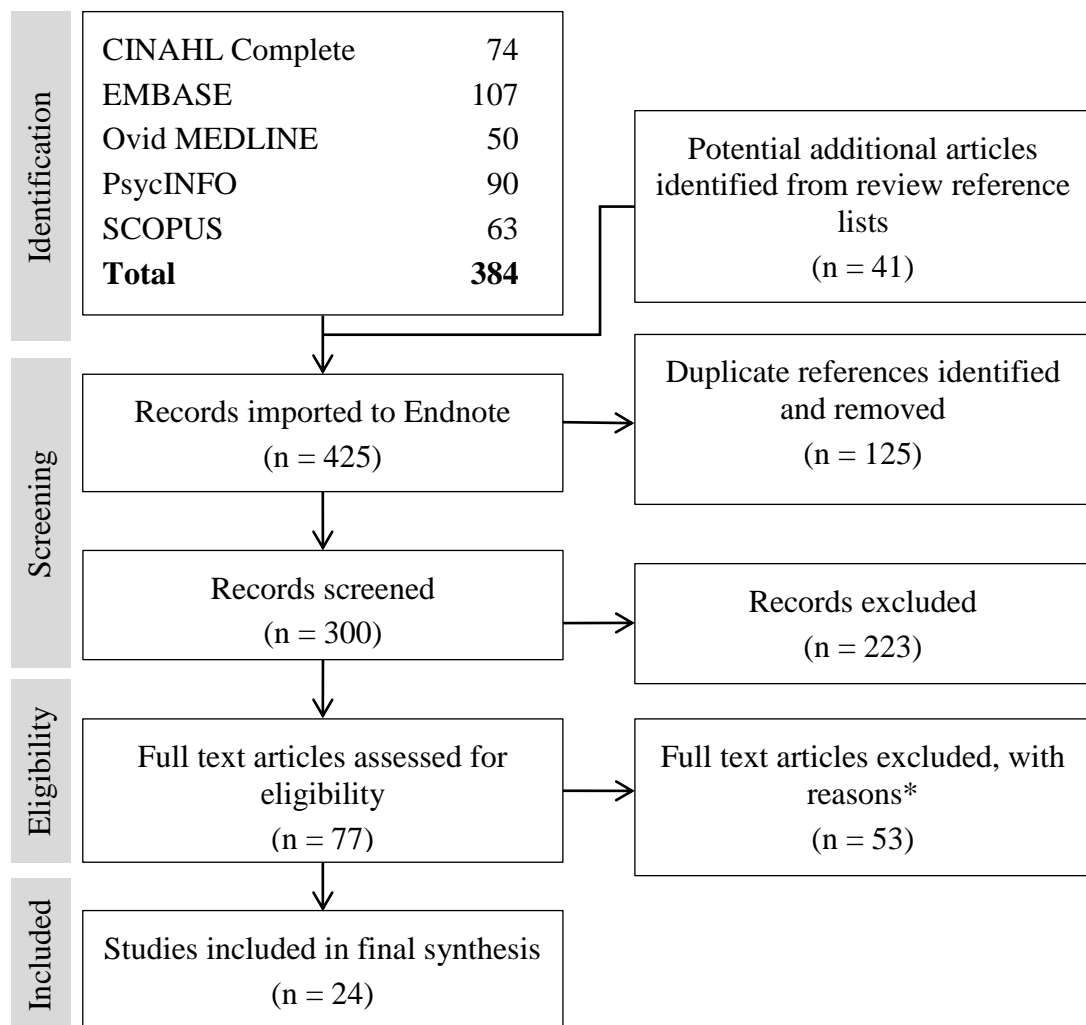 Identification
CINAHL Complete 74
EMBASE 107
Ovid MEDLINE 50
PsycINFO 90
SCOPUS 63
Total 384
Potential additional articles
identified from review reference
lists
(n = 41)
Screening
Records imported to Endnote
(n = 425)
Duplicate references identified
and removed
(n = 125)
Records screened
(n = 300)
Records excluded
(n = 223)
Eligibility
Full text articles assessed for
eligibility
(n = 77)
Full text articles excluded, with
reasons*
(n = 53)
Included
Studies included in final synthesis
(n = 24)